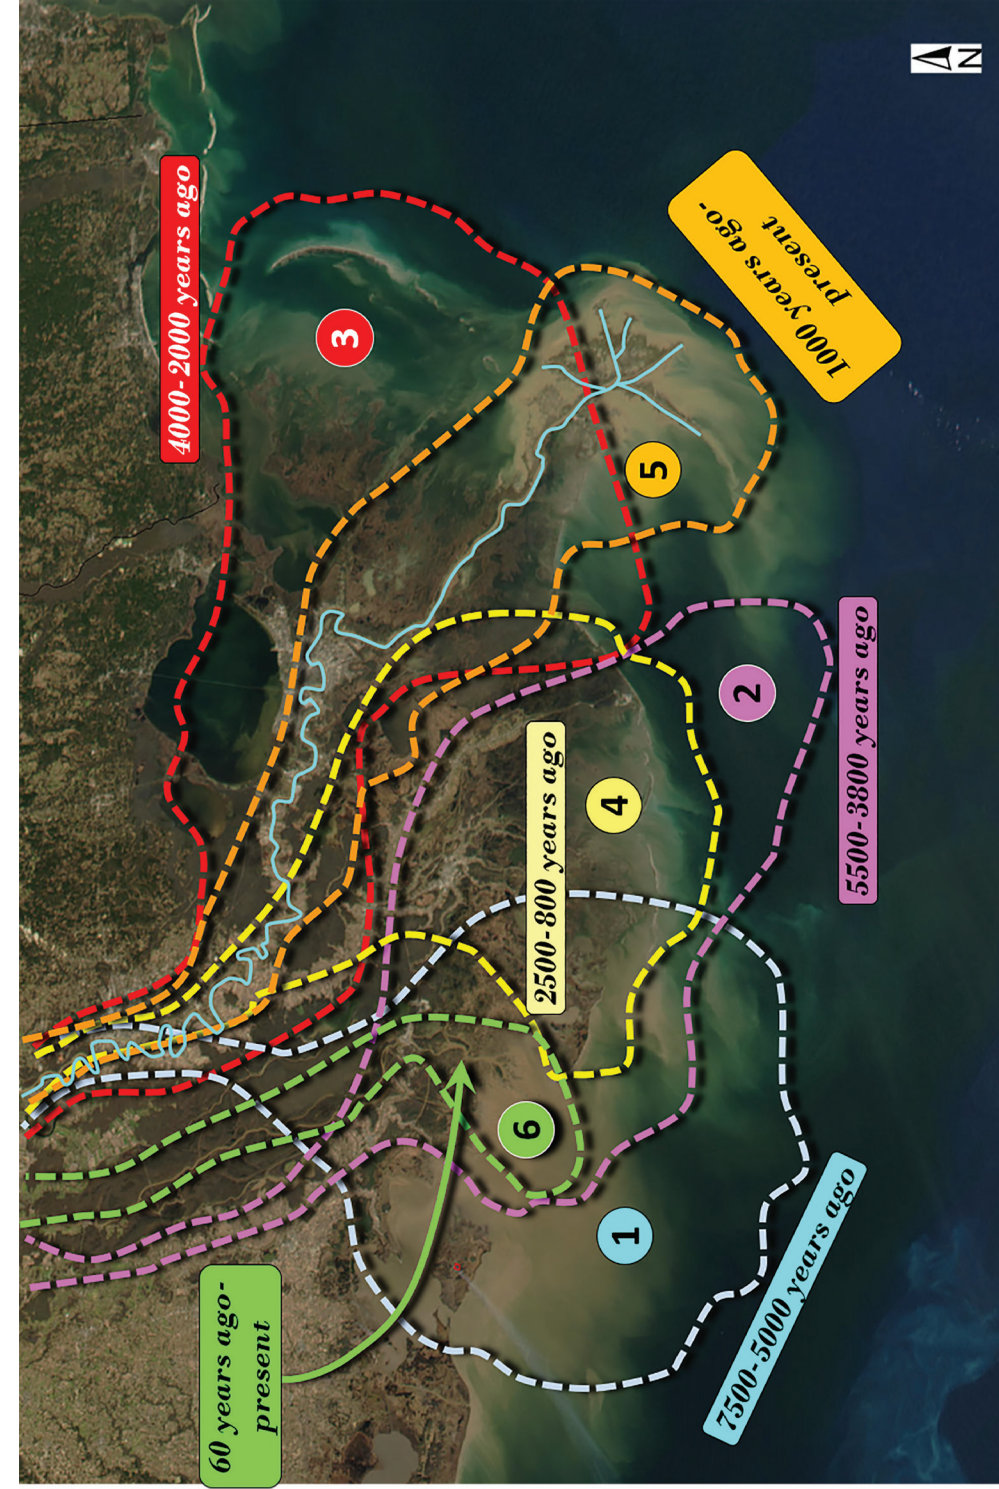 60 years ago-
present
4000-2000 years ago
3
N
1000 years ago-
present
5
2
5500-3800 years ago
4
2500-800 years ago
6
1
7500-5000 years ago